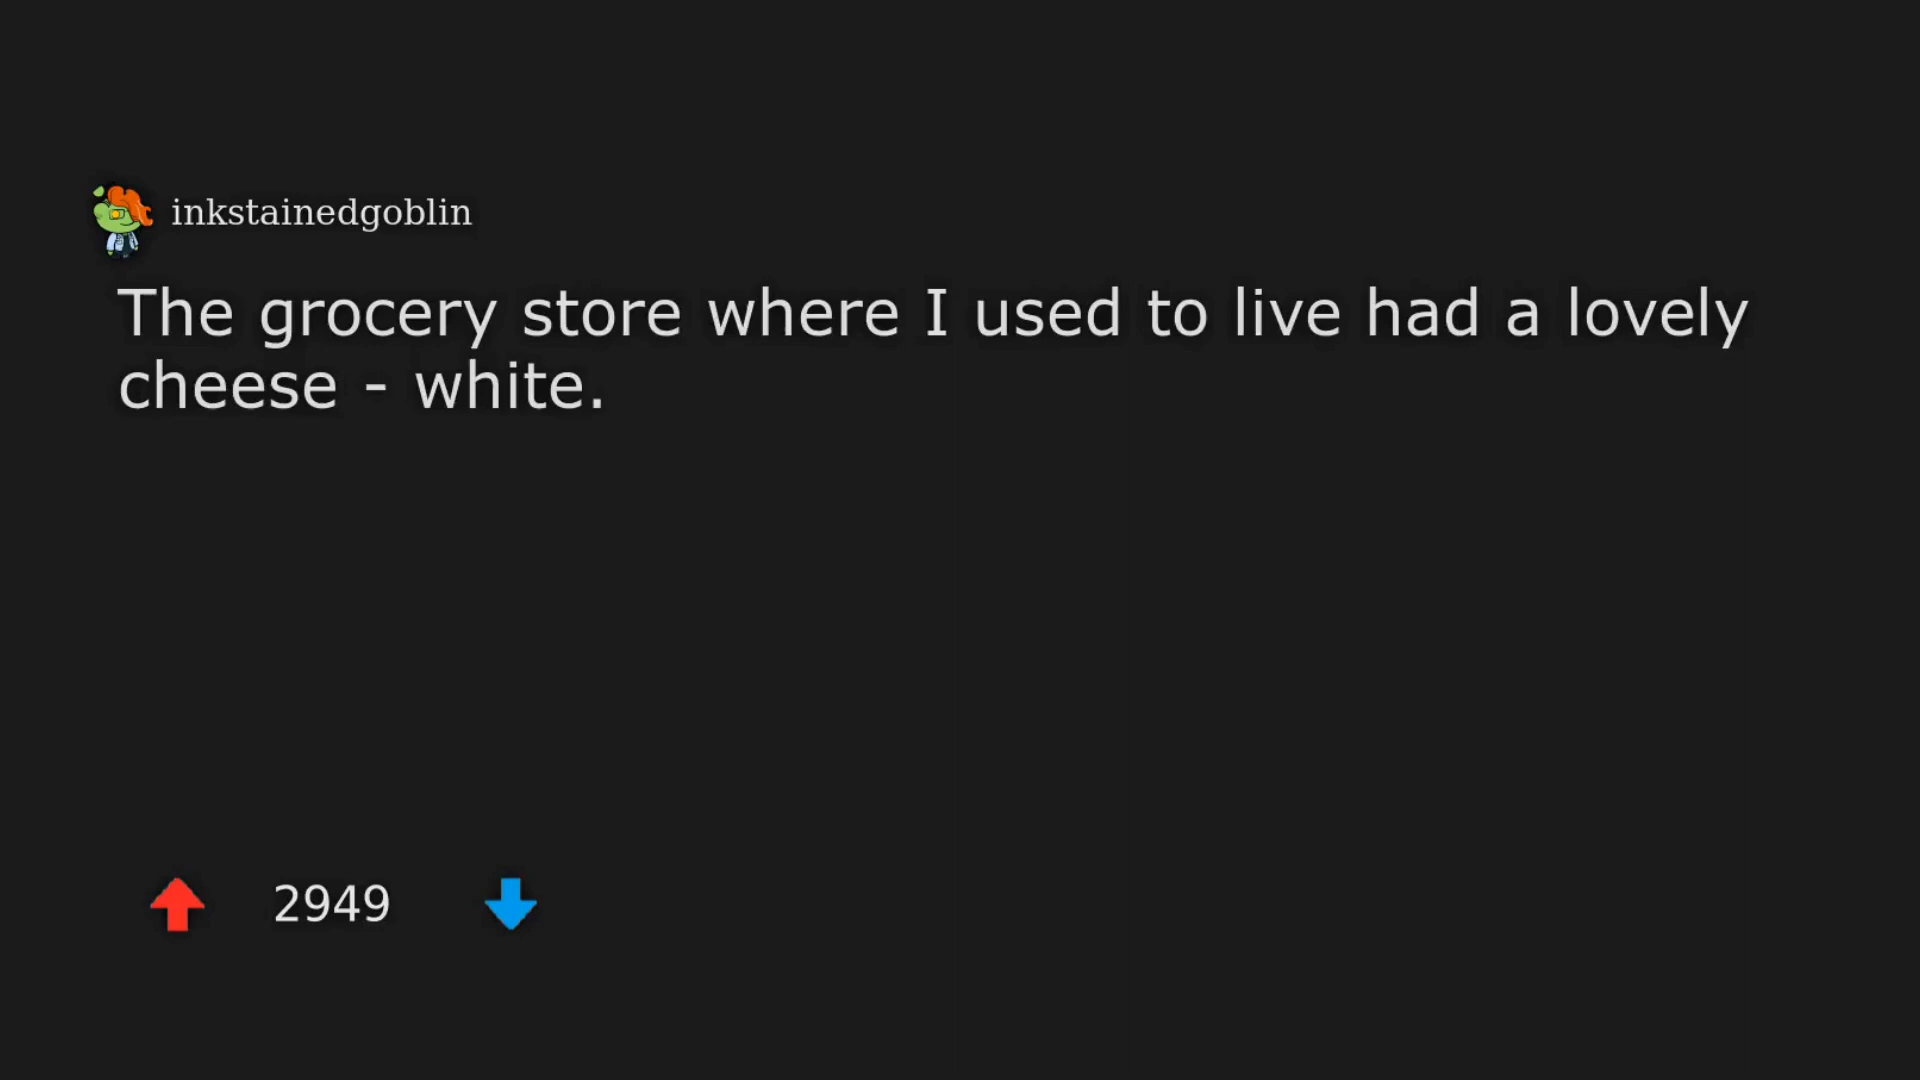 inkstainedgoblin
The grocery store where I used to live had a lovely
cheese - white.
2949